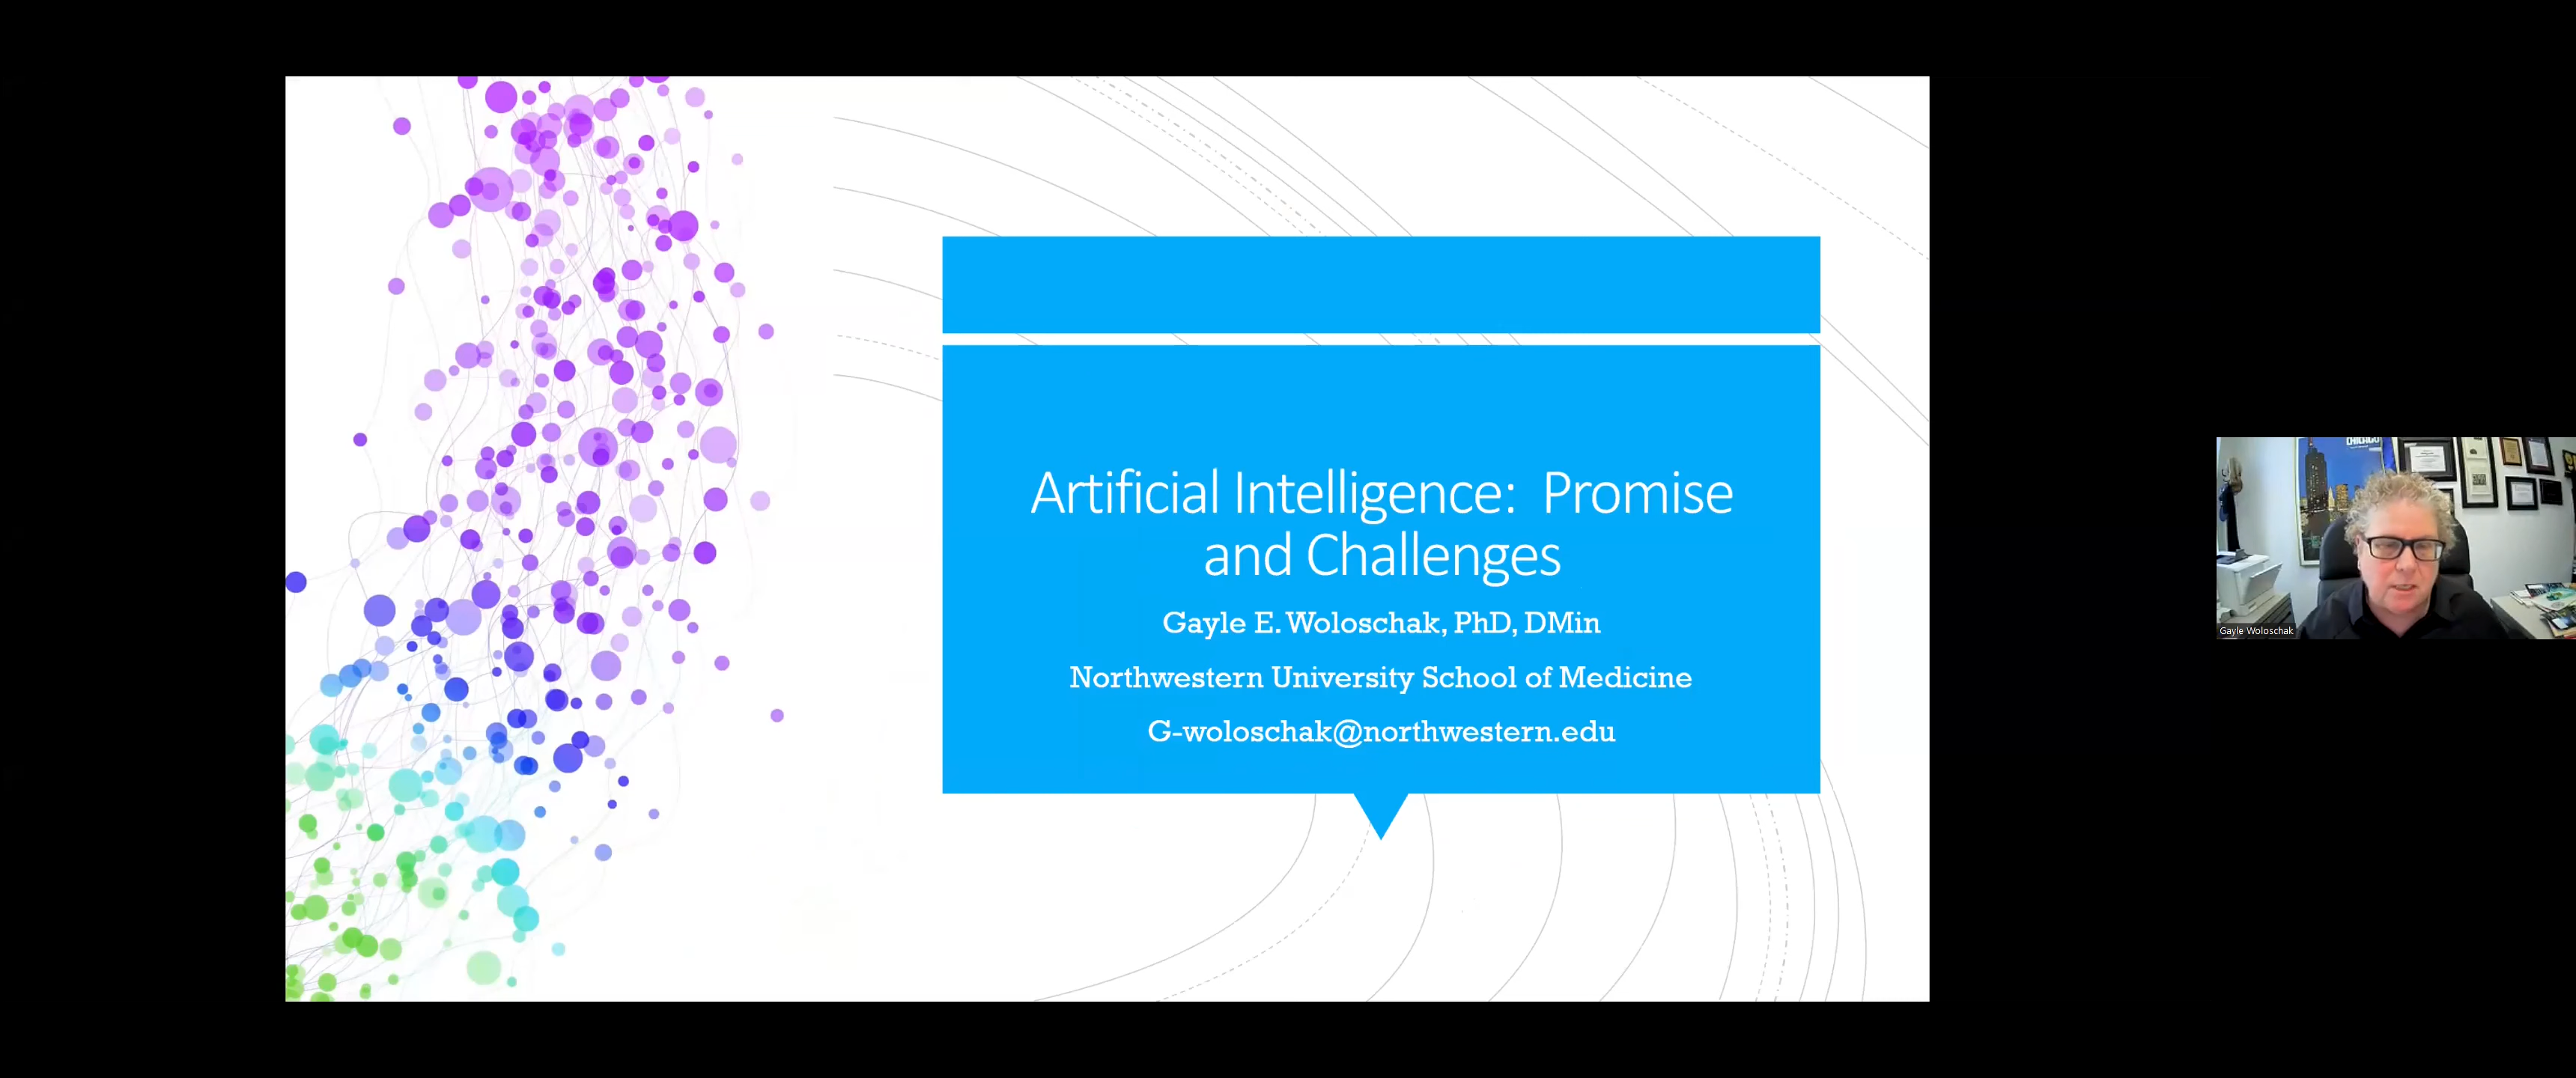 Artificial Intelligence:  Promise
and Challenges
Gayle E. Woloschak, PhD, DMin
Northwestern University School of Medicine
G-woloschak@northwestern.edu
CHICAGO
Gayle Woloschak